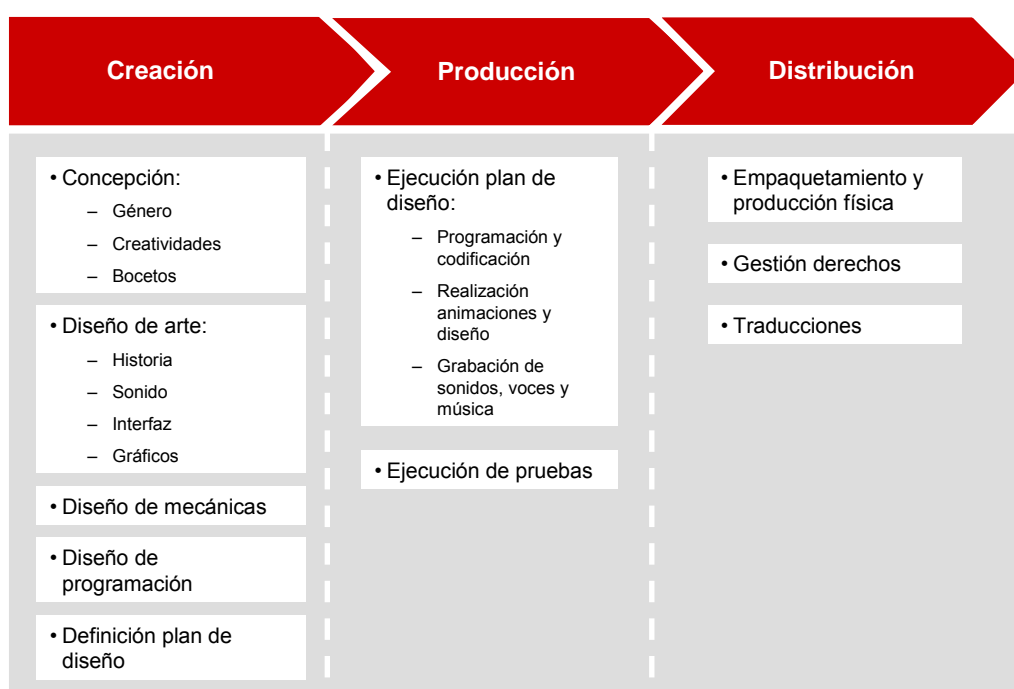 Creación
Producción
Distribución
• Concepción:
– Género
– Creatividades
– Bocetos
• Diseño de arte:
– Historia
– Sonido
– Interfaz
– Gráficos
• Diseño de mecánicas
• Diseño de
programación
• Definición plan de
diseño
• Ejecución plan de
diseño:
– Programación y
codificación
– Realización
animaciones y
diseño
– Grabación de
sonidos, voces y
música
• Ejecución de pruebas
• Empaquetamiento y
producción física
• Gestión derechos
• Traducciones